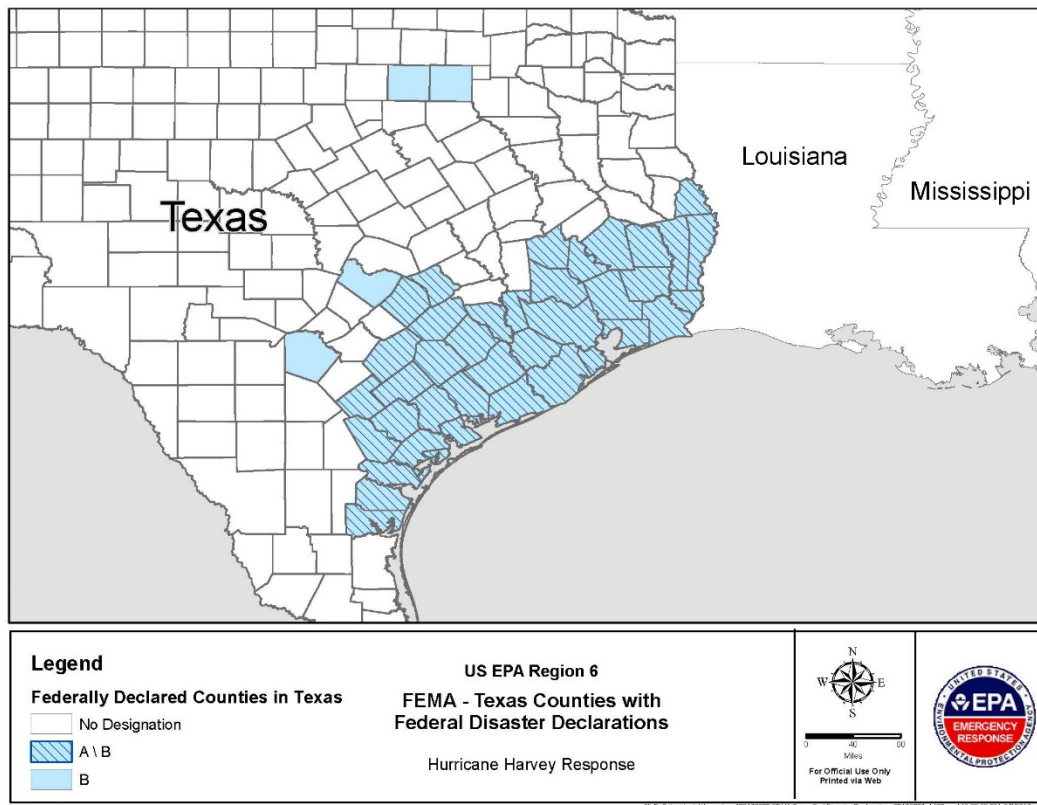 Texas
Louisiana
Mississippi
Legend
Federally Declared Counties in Texas
No Designation
A \ B
B
US EPA Region 6
FEMA - Texas Counties with
Federal Disaster Declarations
Hurricane Harvey Response
N
W E
S
0 40 80
Miles
For Official Use Only
Printed via Web
UNITED STATES
EPA
EMERGENCY
RESPONSE
ENVIRONMENTAL PROTECTION AGENCY